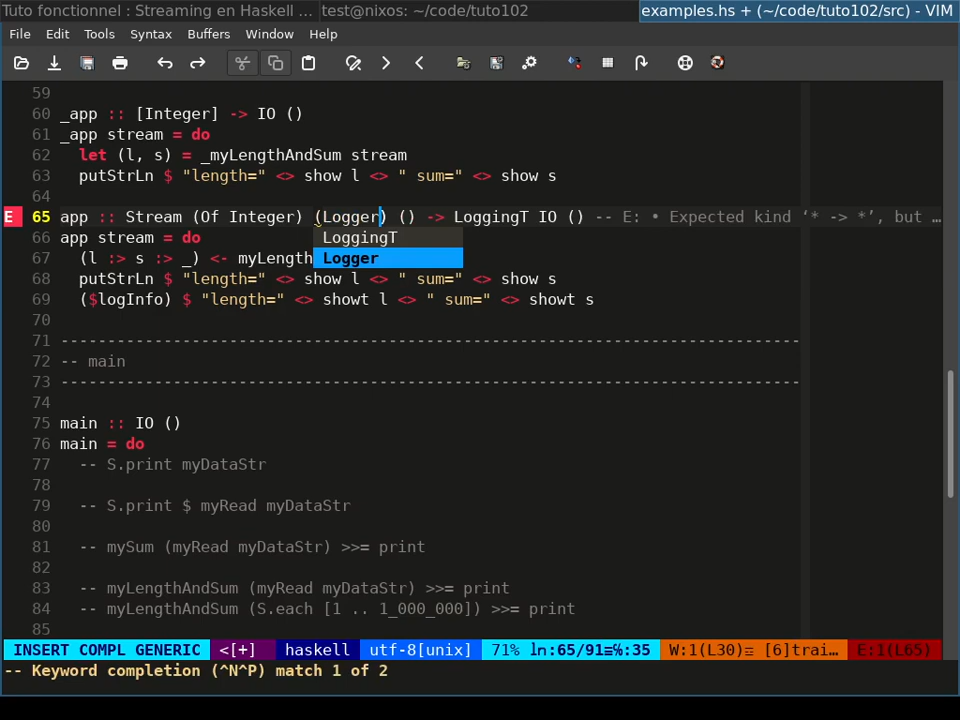 Tuto fonctionnel : Streaming en Haskell ... test@nixos: ~/code/tuto102 examples.hs + (~/code/tuto102/src) - VIM
File Edit Tools Syntax Buffers Window Help
59
60 _app :: [Integer] -> IO ()
61 _app stream = do
62 let (l, s) = _myLengthAndSum stream
63 putStrLn $ "length=" <> show l <> " sum=" <> show s
64
E 65 app :: Stream (Of Integer) (Logger) () -> LoggingT IO () -- E: • Expected kind ‘* -> *’, but …
66 app stream = do LoggingT
67 (l :> s :> _) <- myLength Logger
68 putStrLn $ "length=" <> show l <> " sum=" <> show s
69 ($logInfo) $ "length=" <> showt l <> " sum=" <> showt s
70
71 -------------------------------------------------------------------------------
72 -- main
73 -------------------------------------------------------------------------------
74
75 main :: IO ()
76 main = do
77 -- S.print myDataStr
78
79 -- S.print $ myRead myDataStr
80
81 -- mySum (myRead myDataStr) >>= print
82
83 -- myLengthAndSum (myRead myDataStr) >>= print
84 -- myLengthAndSum (S.each [1 .. 1_000_000]) >>= print
85
INSERT COMPL GENERIC <[+] haskell utf-8[unix] 71% ln:65/91≡℅:35 W:1(L30)≡ [6]trai… E:1(L65)
-- Keyword completion (^N^P) match 1 of 2